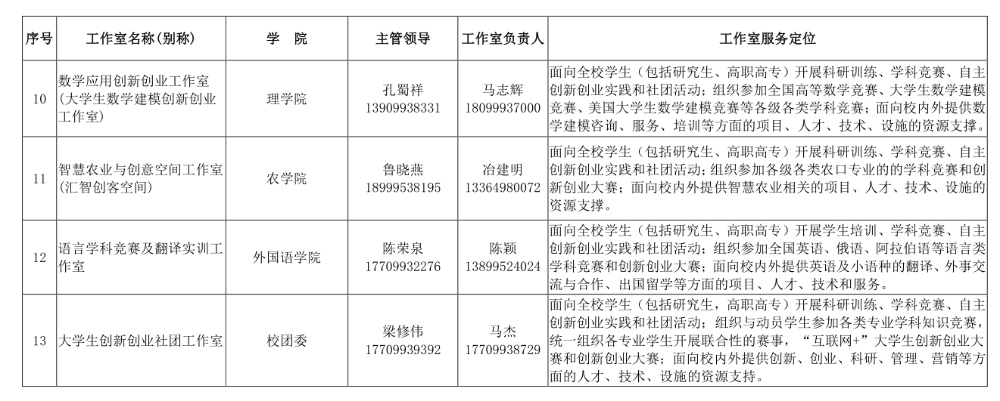 序号 工作室名称(别称) 学 院 主管领导 工作室负责人 工作室服务定位
10
数学应用创新创业工作室
(大学生数学建模创新创业
工作室)
理学院
孔蜀祥
13909938331
马志辉
18099937000
面向全校学生（包括研究生、高职高专）开展科研训练、学科竞赛、自主
创新创业实践和社团活动；组织参加全国高等数学竞赛、大学生数学建模
竞赛、美国大学生数学建模竞赛等各级各类学科竞赛；面向校内外提供数
学建模咨询、服务、培训等方面的项目、人才、技术、设施的资源支撑。
11
智慧农业与创意空间工作室
(汇智创客空间)
农学院
鲁晓燕
18999538195
冶建明
13364980072
面向全校学生（包括研究生、高职高专）开展科研训练、学科竞赛、自主
创新创业实践和社团活动；组织参加各级各类农口专业的的学科竞赛和创
新创业大赛；面向校内外提供智慧农业相关的项目、人才、技术、设施的
资源支撑。
12
语言学科竞赛及翻译实训工
作室
外国语学院
陈荣泉
17709932276
陈颖
13899524024
面向全校学生（包括研究生、高职高专）开展学生培训、学科竞赛、自主
创新创业实践和社团活动；组织参加全国英语、俄语、阿拉伯语等语言类
学科竞赛和创新创业大赛；面向校内外提供英语及小语种的翻译、外事交
流与合作、出国留学等方面的项目、人才、技术和服务。
13
大学生创新创业社团工作室
校团委
梁修伟
17709939392
马杰
17709938729
面向全校学生（包括研究生，高职高专）开展科研训练、学科竞赛、自主
创新创业实践和社团活动；组织与动员学生参加各类专业学科知识竞赛，
统一组织各专业学生开展联合性的赛事，“互联网+”大学生创新创业大
赛和创新创业大赛；面向校内外提供创新、创业、科研、管理、营销等方
面的人才、技术、设施的资源支持。